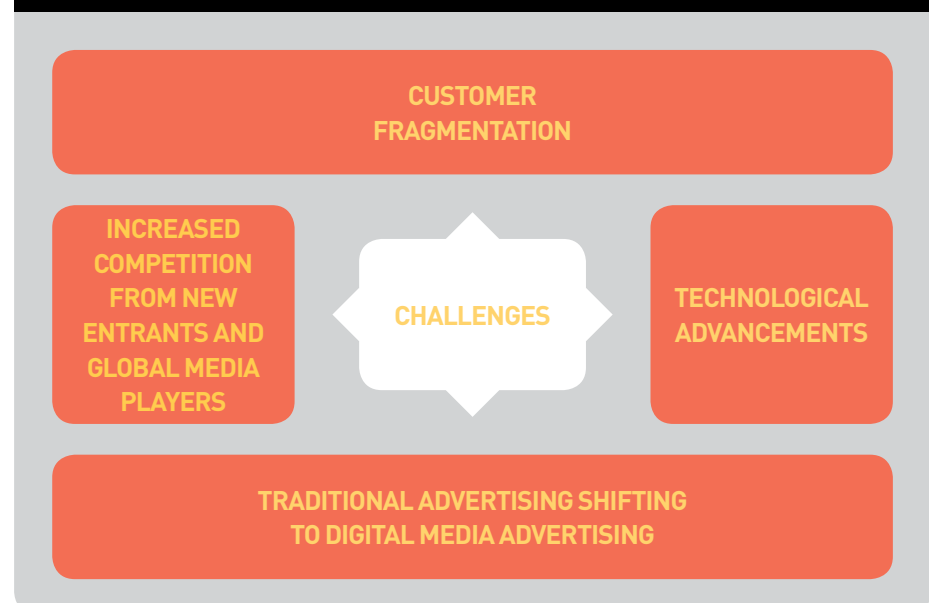 CUSTOMER
FRAGMENTATION
INCREASED
COMPETITION
FROM NEW
ENTRANTS AND
GLOBAL MEDIA
PLAYERS
CHALLENGES
TECHNOLOGICAL
ADVANCEMENTS
TRADITIONAL ADVERTISING SHIFTING
TO DIGITAL MEDIA ADVERTISING